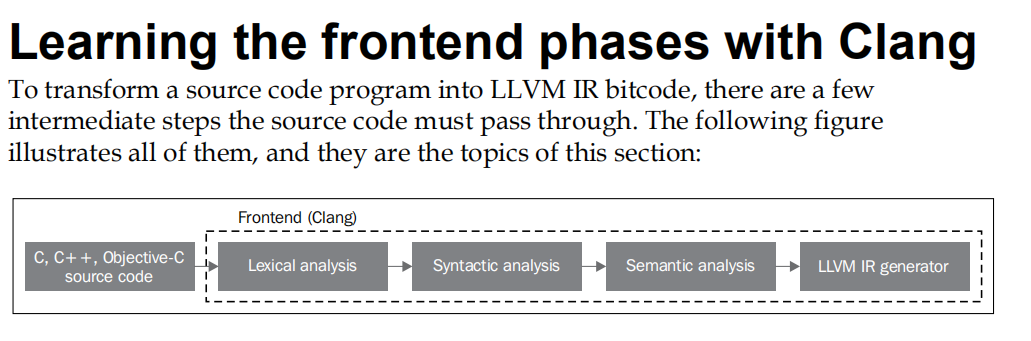 Learning the frontend phases with Clang
To transform a source code program into LLVM IR bitcode, there are a few
intermediate steps the source code must pass through. The following figure
illustrates all of them, and they are the topics of this section:
Frontend (Clang)
C, C++, Objective-C
source code
Lexical analysis
Syntactic analysis
Semantic analysis
LLVM IR generator